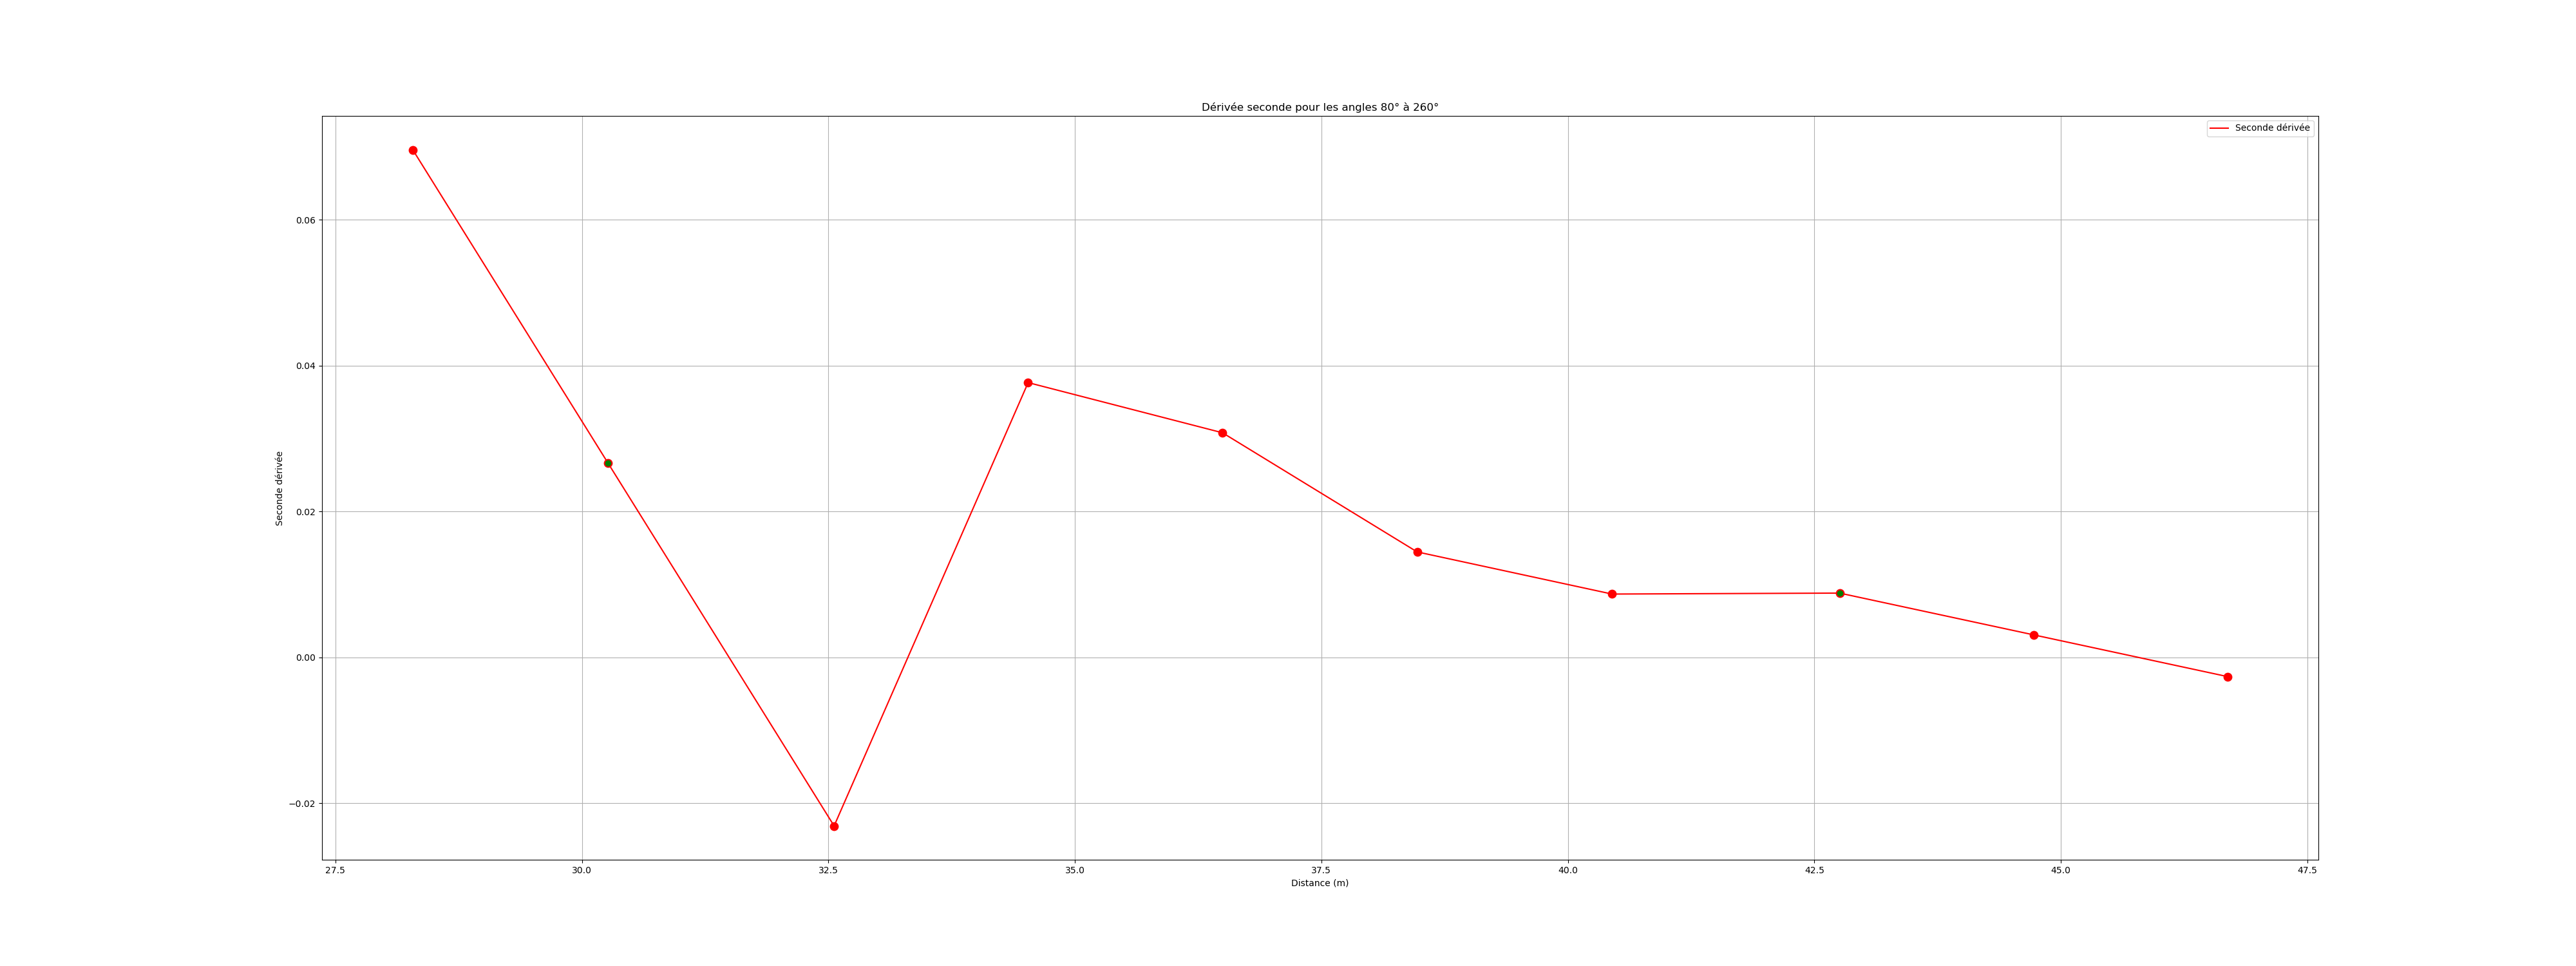 Dérivée seconde pour les angles 80° à 260°
Seconde dérivée
0.06
0.04
0.02
0.00
−0.02
Seconde dérivée
27.5 30.0 32.5 35.0 37.5 40.0 42.5 45.0 47.5
Distance (m)